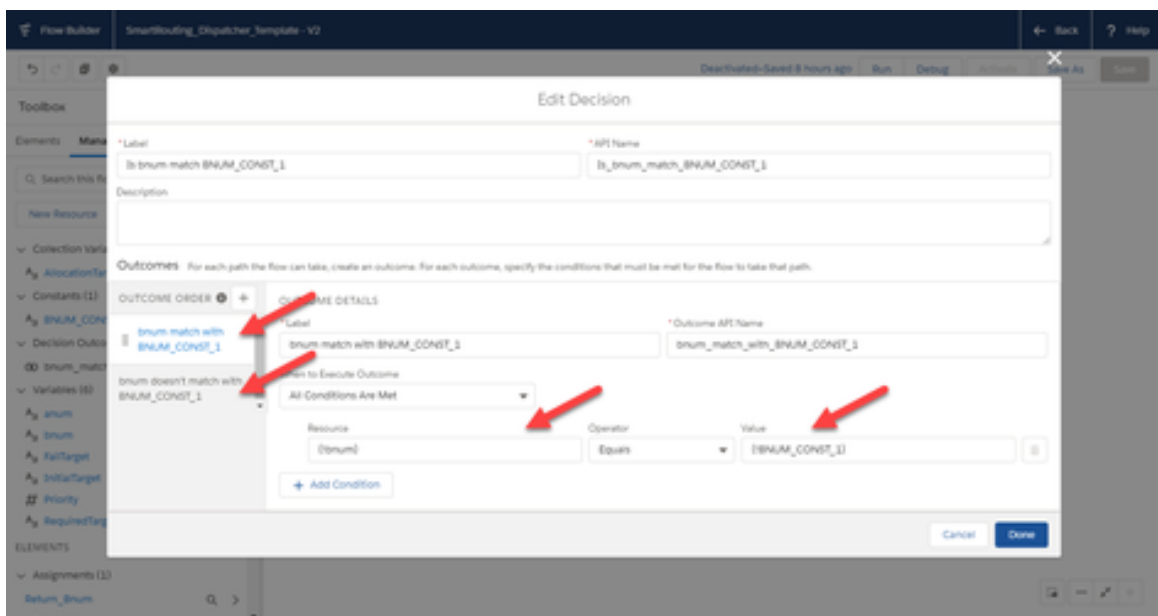 Flow Builder
SmartRouting_Dispatcher_Template - V2
Back
? Help
Deactivated–Saved 8 hours ago
Run
Debug
Activate
Save As
Save
Toolbox
Elements
Mana
Search this flo
New Resource
Collection Varia
AllocationTar
Constants (1)
BNUM_CON
Decision Outco
bnum_match
Variables (6)
anum
bnum
FailTarget
InitialTarget
# Priority
RequiredTarg
ELEMENTS
Assignments (1)
Return_Bnum
Edit Decision
* Label
Is bnum match BNUM_CONST_1
* API Name
Is_bnum_match_BNUM_CONST_1
Description
Outcomes For each path the flow can take, create an outcome. For each outcome, specify the conditions that must be met for the flow to take that path.
OUTCOME ORDER
bnum match with
BNUM_CONST_1
bnum doesn't match with
BNUM_CONST_1
OUTCOME DETAILS
* Label
bnum match with BNUM_CONST_1
* Outcome API Name
bnum_match_with_BNUM_CONST_1
to Execute Outcome
All Conditions Are Met
Resource
{!bnum}
Operator
Equals
Value
{!BNUM_CONST_1}
+ Add Condition
Cancel
Done